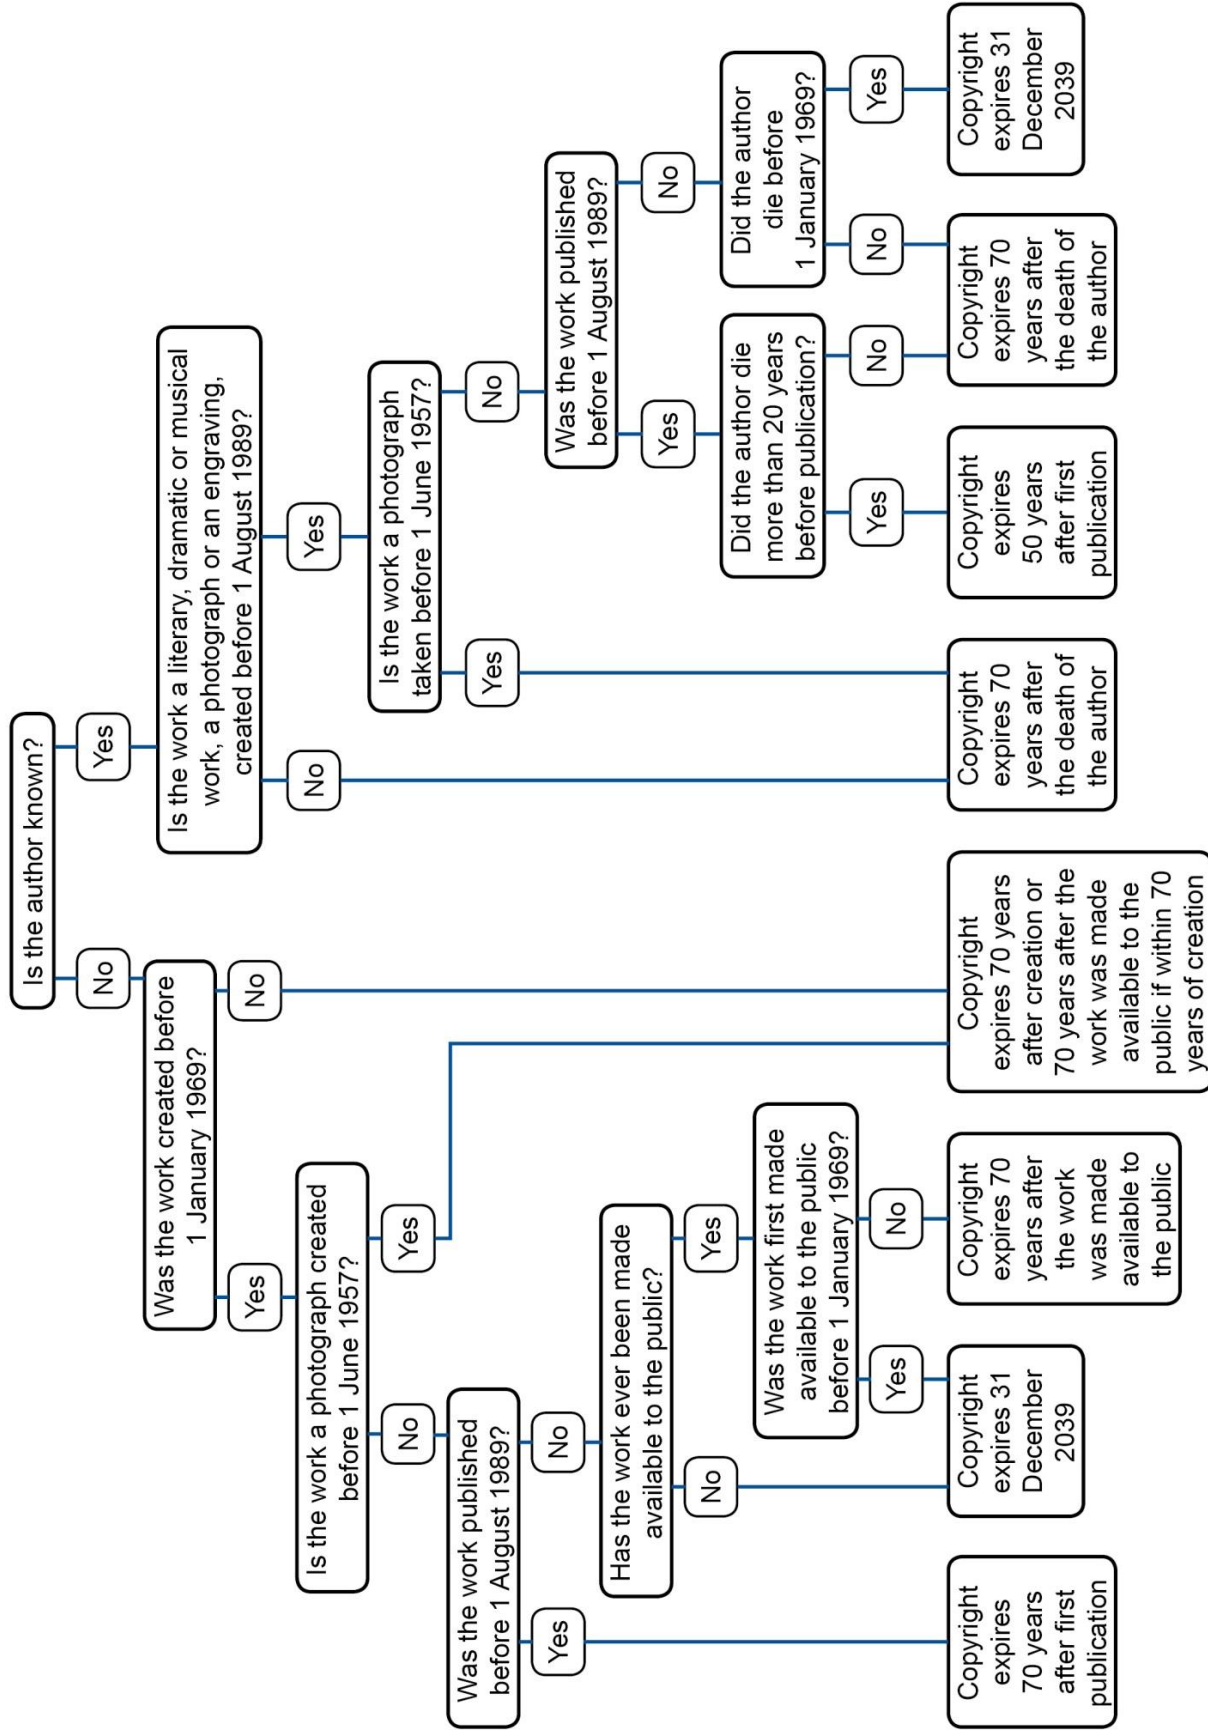 Is the author known?
No
Yes
Was the work created before
1 January 1969?
Is the work a literary, dramatic or musical
work, a photograph or an engraving,
created before 1 August 1989?
Yes
No
No
Yes
Is the work a photograph created
before 1 June 1957?
Is the work a photograph
taken before 1 June 1957?
No
Yes
Yes
No
Was the work published
before 1 August 1989?
Was the work published
before 1 August 1989?
Yes
No
Yes
No
Has the work ever been made
available to the public?
Did the author die
more than 20 years
before publication?
Did the author
die before
1 January 1969?
No
Yes
Yes
No
No
Yes
Was the work first made
available to the public
before 1 January 1969?
Yes
No
Copyright
expires
70 years
after first
publication
Copyright
expires 31
December
2039
Copyright
expires 70
years after
the work
was made
available to
the public
Copyright
expires 70 years
after creation or
70 years after the
work was made
available to the
public if within 70
years of creation
Copyright
expires 70
years after
the death of
the author
Copyright
expires
50 years
after first
publication
Copyright
expires 70
years after
the death of
the author
Copyright
expires 31
December
2039